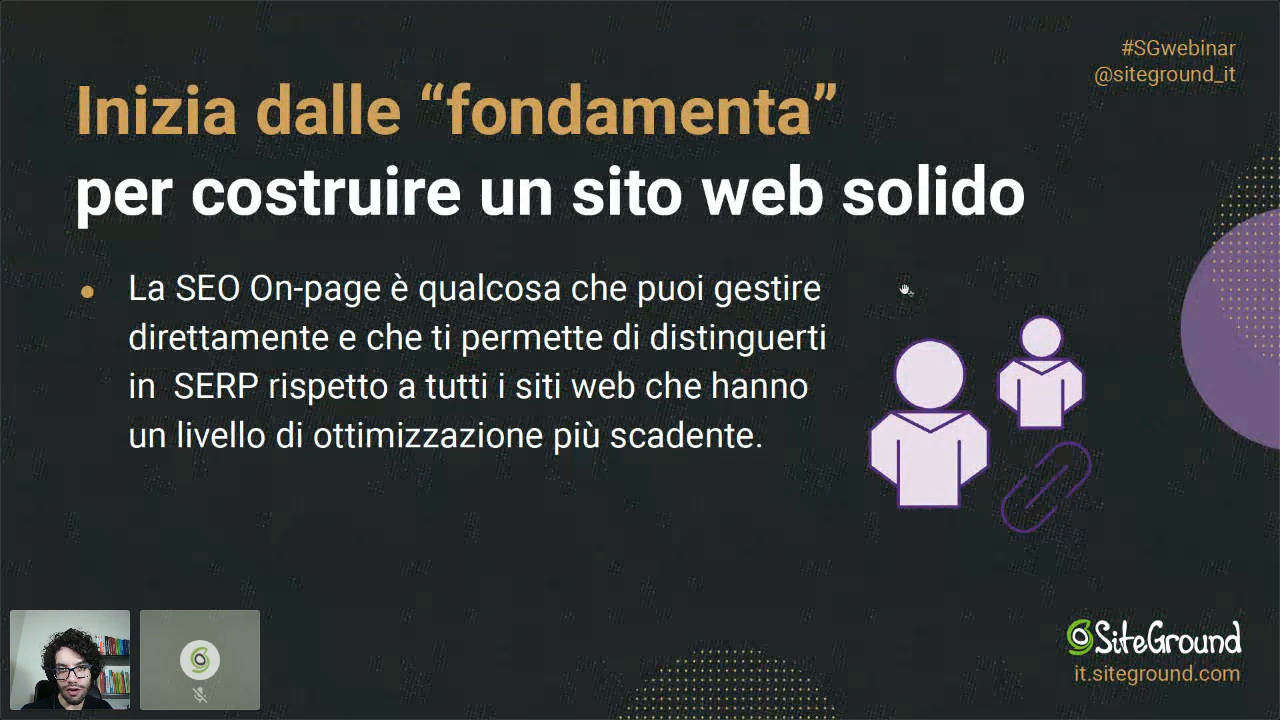 #SGwebinar
@siteground_it
Inizia dalle “fondamenta”
per costruire un sito web solido
La SEO On-page è qualcosa che puoi gestire
direttamente e che ti permette di distinguerti
in  SERP rispetto a tutti i siti web che hanno
un livello di ottimizzazione più scadente.
SiteGround
it.siteground.com